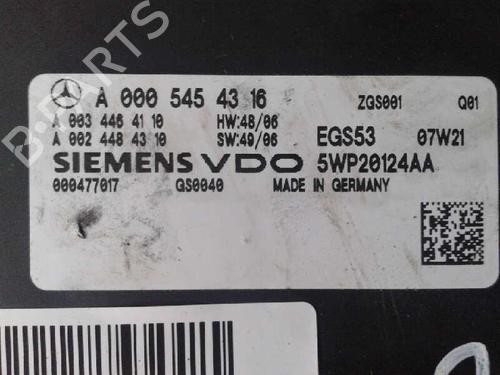 B-PARTS
A 000 545 43 16 ZGS001 Q01
A 003 446 41 10 HW:48/06
A 002 448 43 10 SW:49/06 EGS53 07W21
SIEMENS VDO 5WP20124AA
000477017 QS0040 MADE IN GERMANY